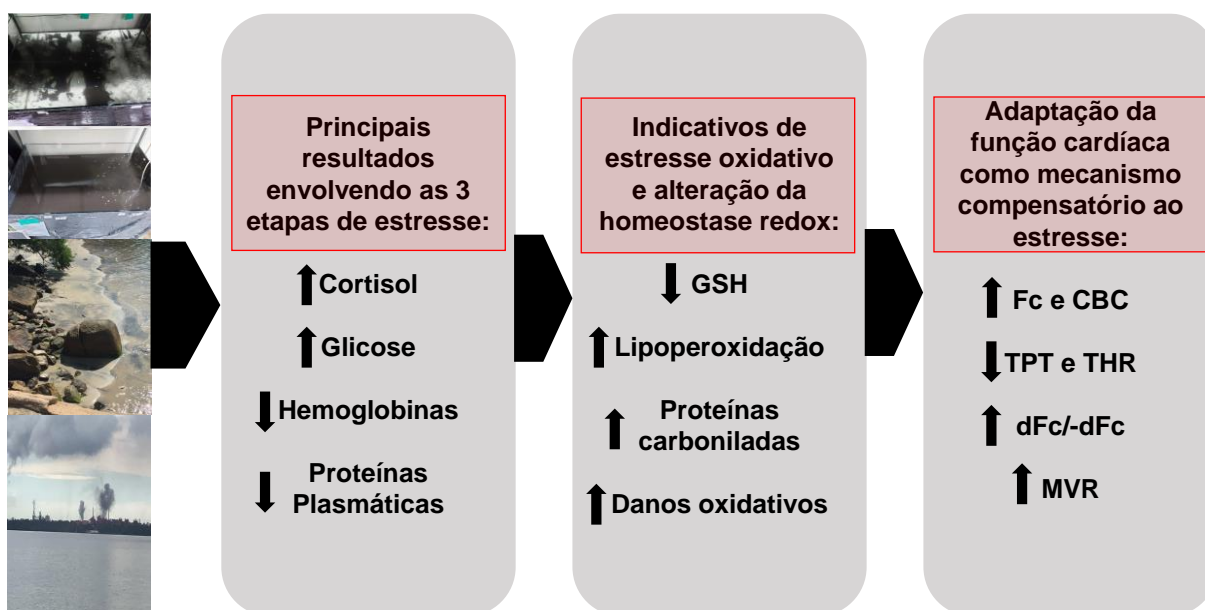 Principais
resultados
envolvendo as 3
etapas de estresse:
Cortisol
Glicose
Hemoglobinas
Proteínas
Plasmáticas
Indicativos de
estresse oxidativo
e alteração da
homeostase redox:
GSH
Lipoperoxidação
Proteínas
carboniladas
Danos oxidativos
Adaptação da
função cardíaca
como mecanismo
compensatório ao
estresse:
Fc e CBC
TPT e THR
dFc/-dFc
MVR